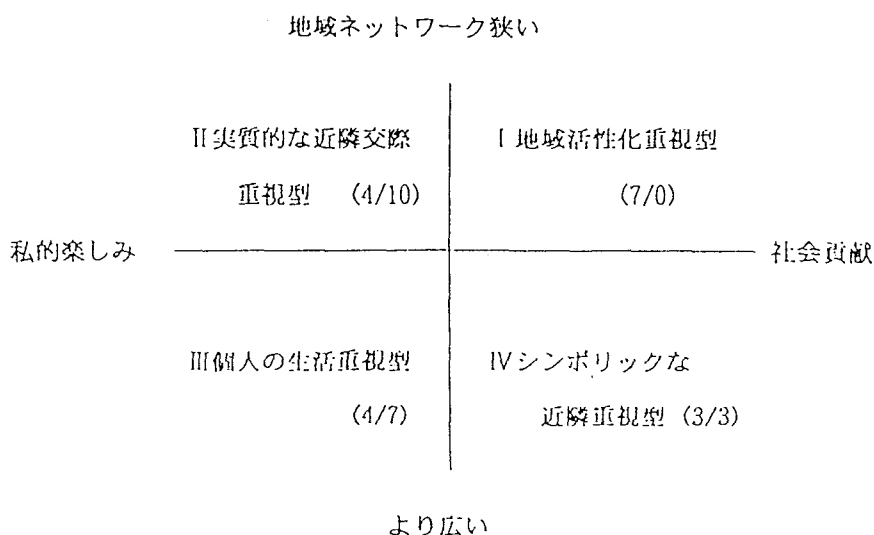 地域ネットワーク狭い
II実質的な近隣交際
重視型 (4/10)
I 地域活性化重視型
(7/0)
私的楽しみ
社会貢献
III個人の生活重視型
(4/7)
IVシンボリックな
近隣重視型 (3/3)
より広い